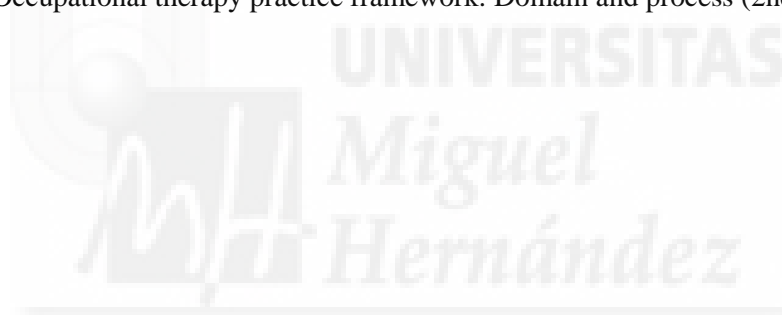 Occupational therapy practice framework: Domain and process (2nd
UNIVERSITAS
Miguel
Hernández